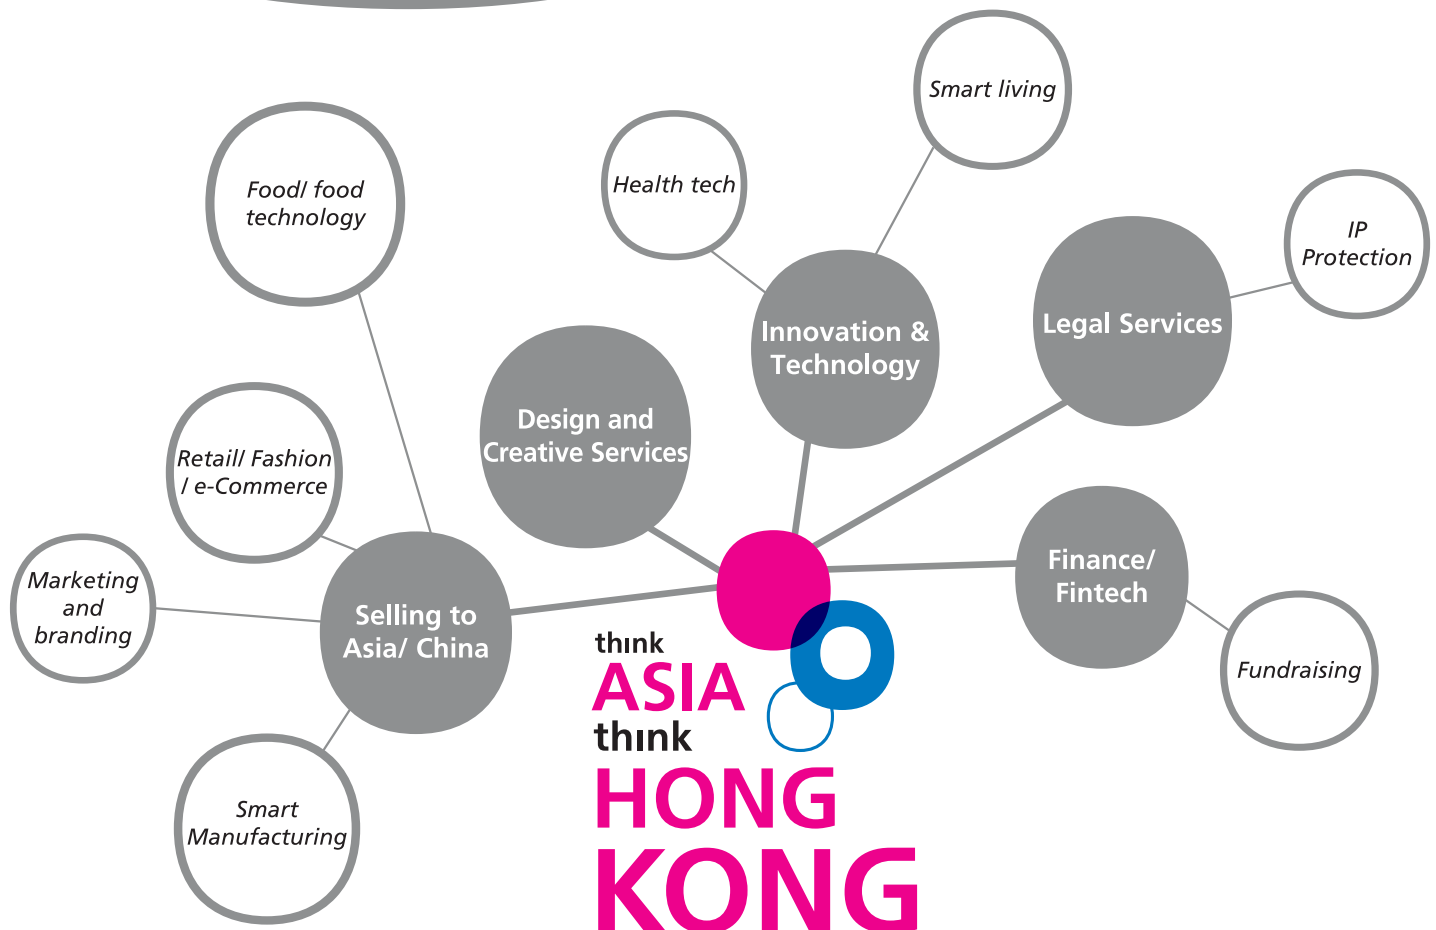 Smart living
Health tech
Food/ food
technology
IP
Protection
Innovation &
Technology
Legal Services
Design and
Creative Services
Retail/ Fashion
/ e-Commerce
Marketing
and
branding
Selling to
Asia/ China
Finance/
Fintech
Fundraising
Smart
Manufacturing
think
ASIA
think
HONG
KONG